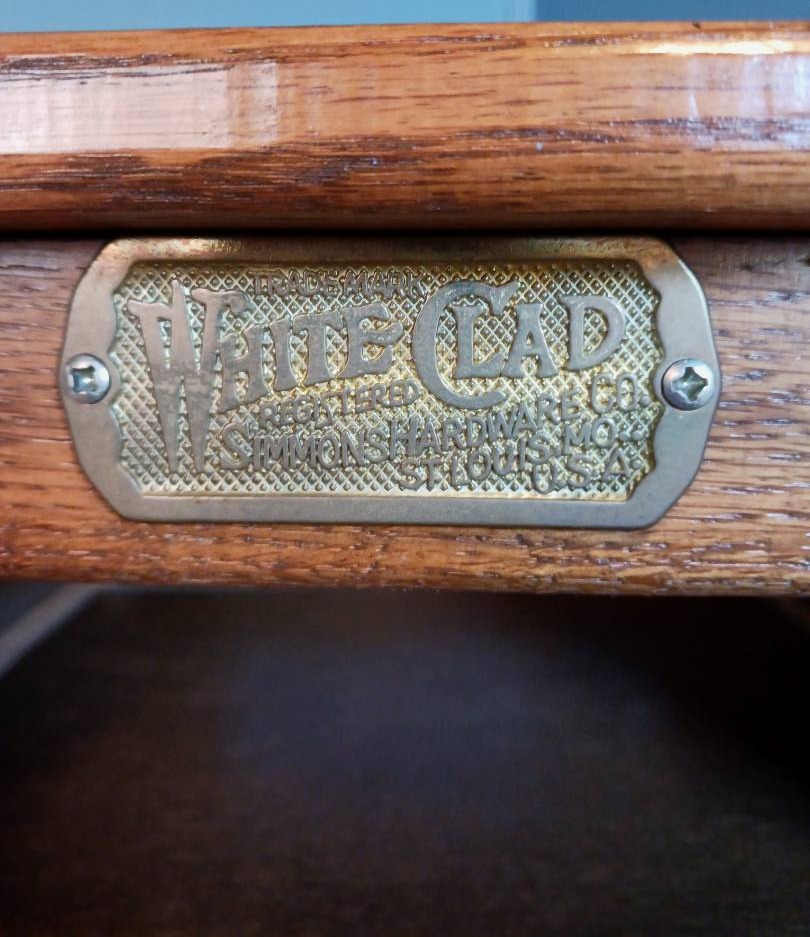 TRADE MARK
WHITE CLAD
REGISTERED
SIMMONS HARDWARE CO.
ST LOUIS, MO.,
U.S.A.